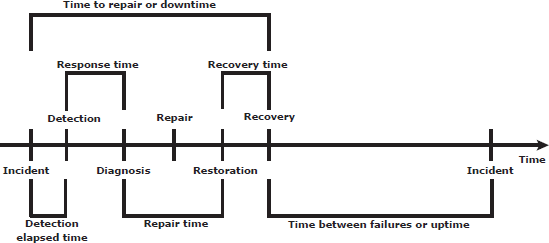 Time to repair or downtime
Response time
Recovery time
Detection
Repair
Recovery
Time
Incident
Diagnosis
Restoration
Incident
Detection
elapsed time
Repair time
Time between failures or uptime